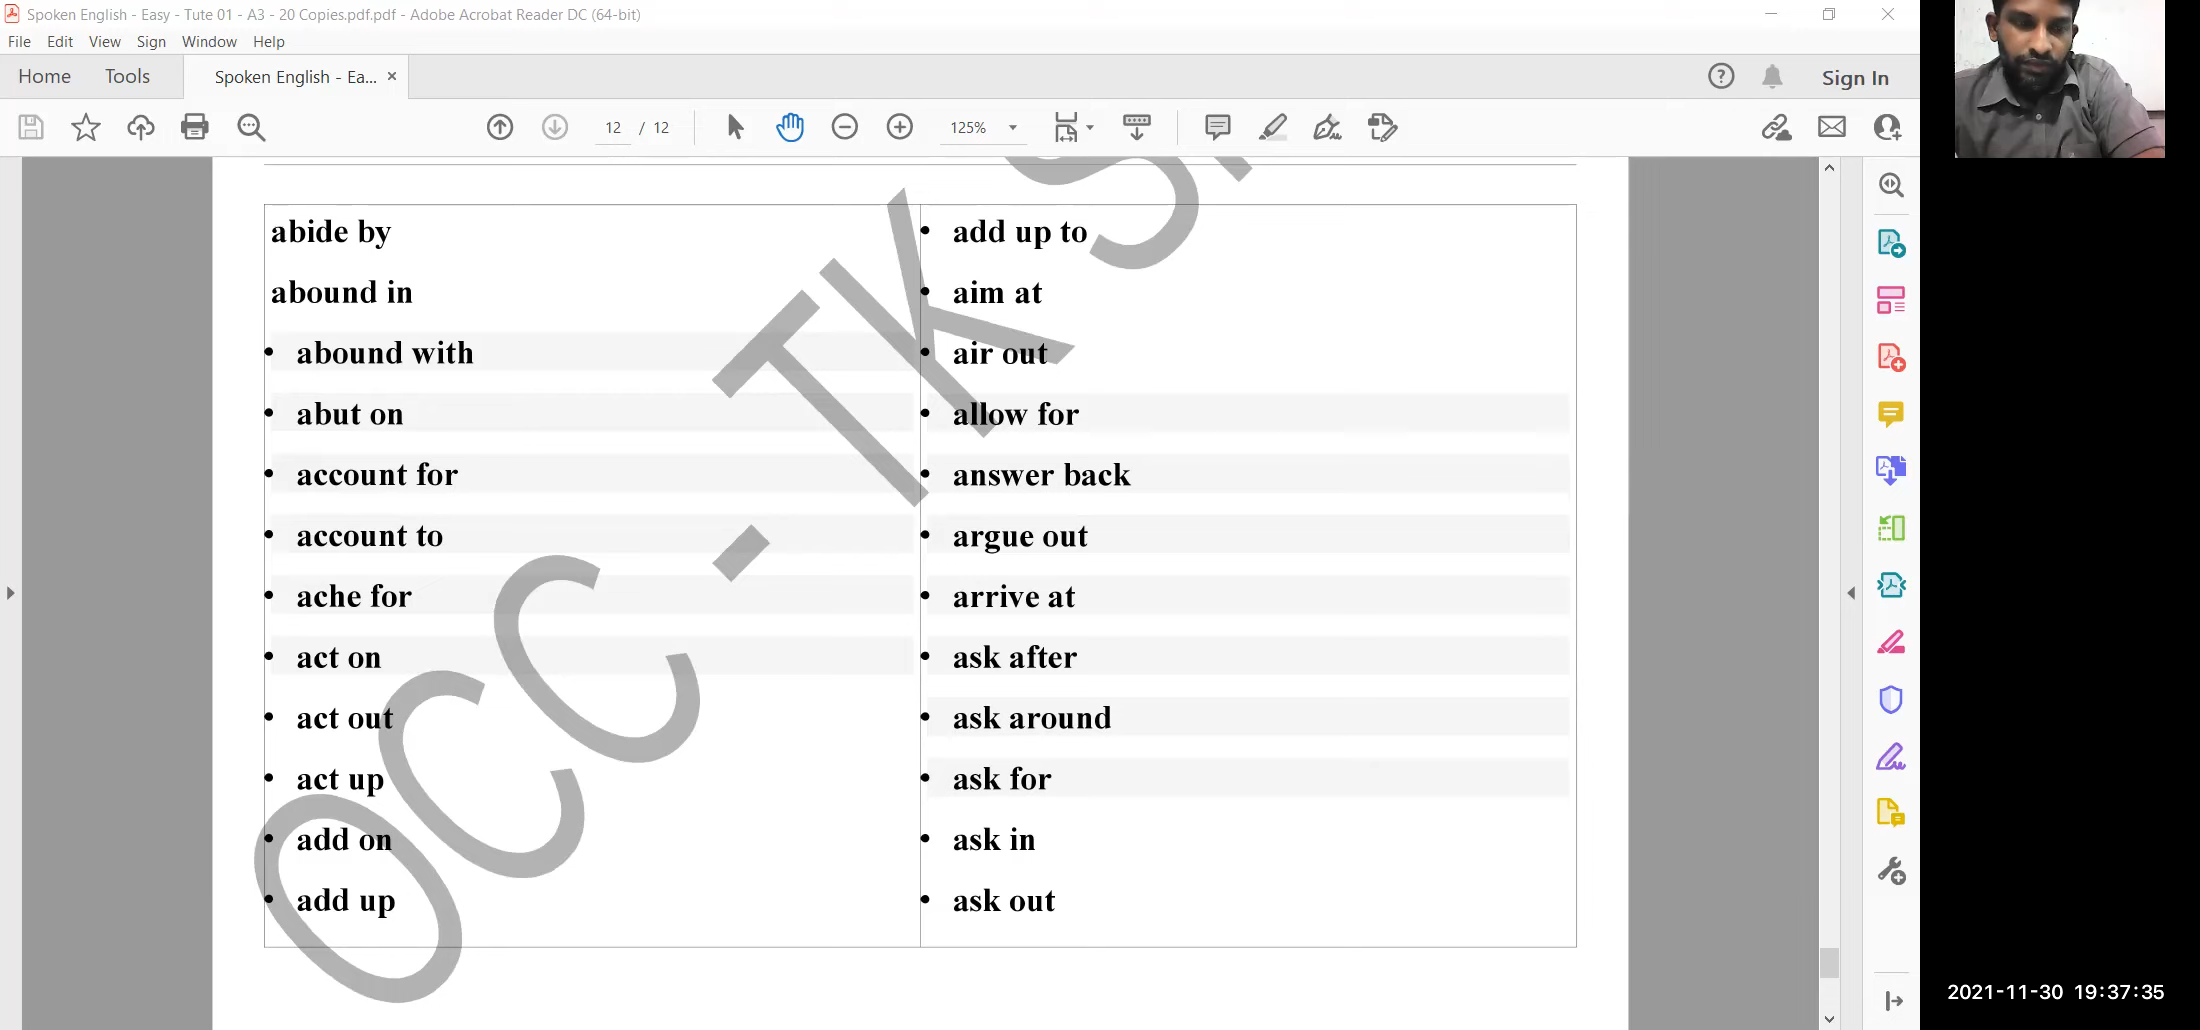 Spoken English - Easy - Tute 01 - A3 - 20 Copies.pdf.pdf - Adobe Acrobat Reader DC (64-bit)
File Edit View Sign Window Help
Home Tools Spoken English - Ea... × Sign In
12 / 12 125%
abide by
abound in
• abound with
• abut on
• account for
• account to
• ache for
• act on
• act out
• act up
• add on
• add up
• add up to
• aim at
• air out
• allow for
• answer back
• argue out
• arrive at
• ask after
• ask around
• ask for
• ask in
• ask out
OCC - TK S
2021-11-30 19:37:35